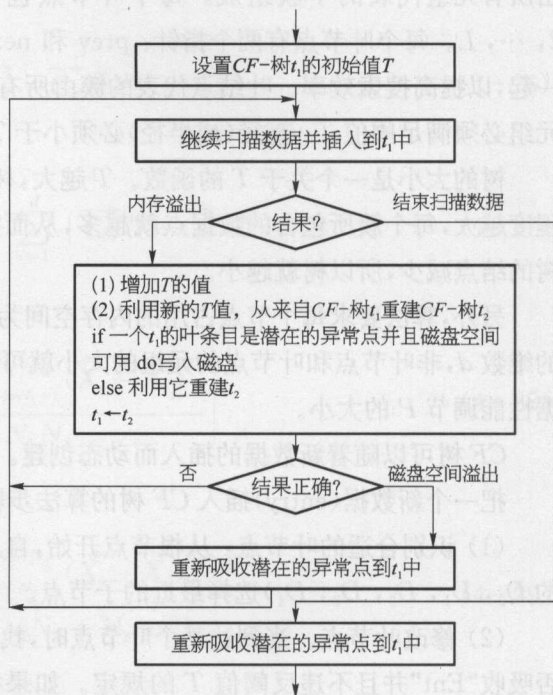 设置CF-树t₁的初始值T
继续扫描数据并插入到t₁中
内存溢出
结束扫描数据
结果?
(1) 增加T的值
(2) 利用新的T值，从来自CF-树t₁重建CF-树t₂
if 一个t₁的叶条目是潜在的异常点并且磁盘空间
可用 do写入磁盘
else 利用它重建t₂
t₁←t₂
否
结果正确?
磁盘空间溢出
重新吸收潜在的异常点到t₁中
重新吸收潜在的异常点到t₁中